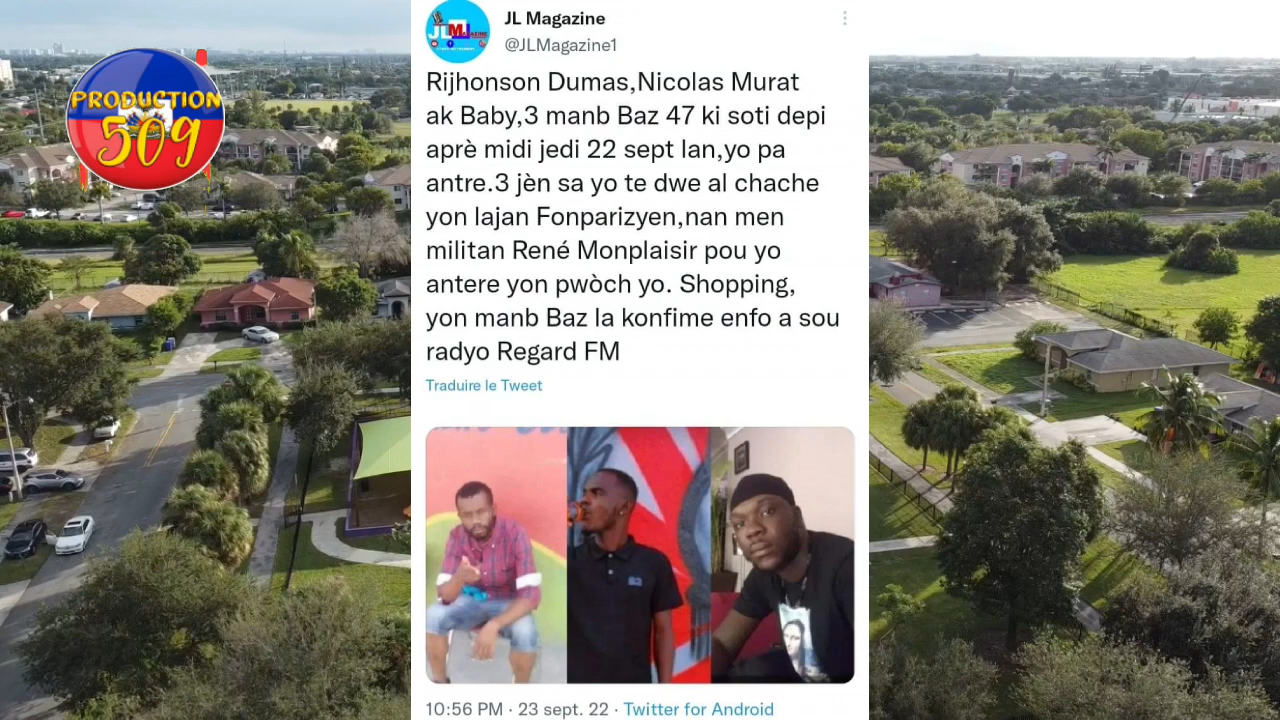 PRODUCTION
509
JL Magazine
@JLMagazine1
Rijhonson Dumas,Nicolas Murat
ak Baby,3 manb Baz 47 ki soti depi
aprè midi jedi 22 sept lan,yo pa
antre.3 jèn sa yo te dwe al chache
yon lajan Fonparizyen,nan men
militan René Monplaisir pou yo
antere yon pwòch yo. Shopping,
yon manb Baz la konfime enfo a sou
radyo Regard FM
Traduire le Tweet
10:56 PM · 23 sept. 22 · Twitter for Android